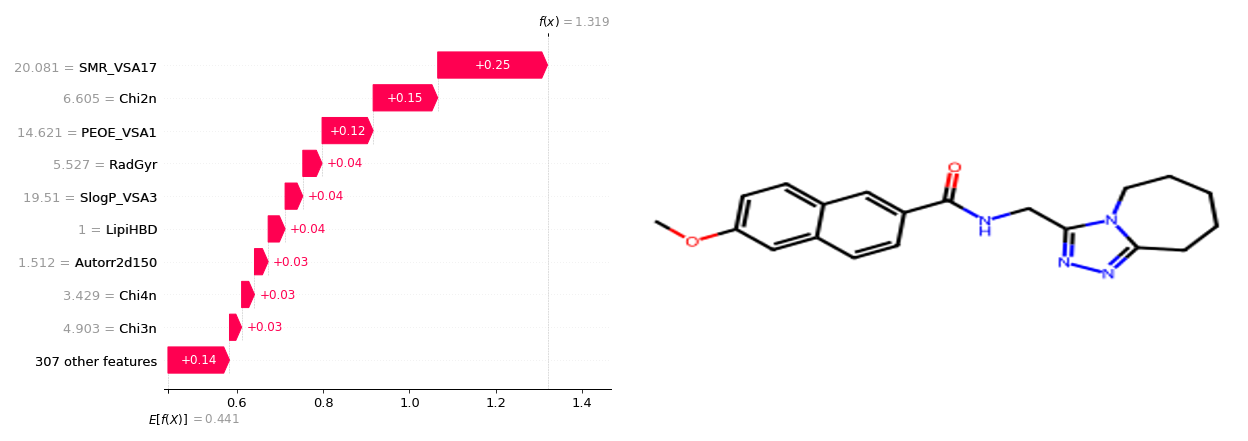 f(x) = 1.319
20.081 = SMR_VSA17 +0.25
6.605 = Chi2n +0.15
14.621 = PEOE_VSA1 +0.12
5.527 = RadGyr +0.04
19.51 = SlogP_VSA3 +0.04
1 = LipiHBD +0.04
1.512 = Autorr2d150 +0.03
3.429 = Chi4n +0.03
4.903 = Chi3n +0.03
307 other features +0.14
0.6 0.8 1.0 1.2 1.4
E[f(X)] = 0.441
O
O
N
H
N
N
N